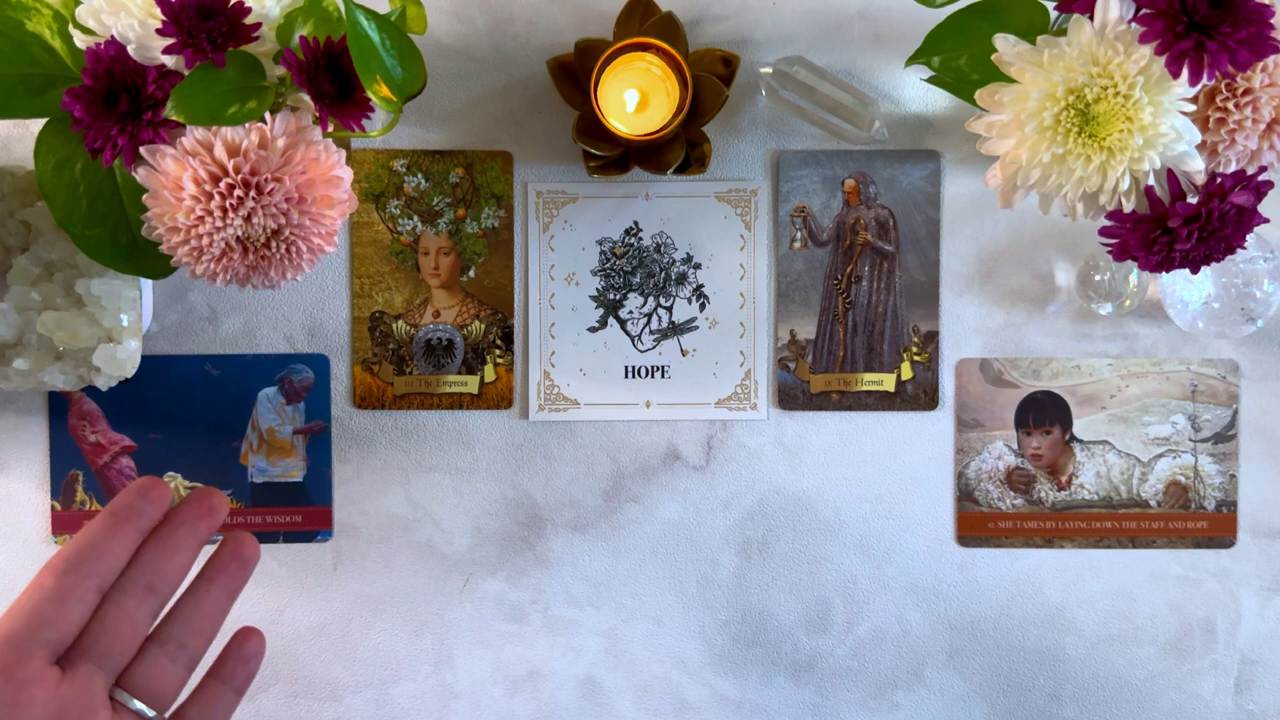 III The Empress
HOPE
IX The Hermit
OLDS THE WISDOM
SHE TAMES BY LAYING DOWN THE STAFF AND ROPE